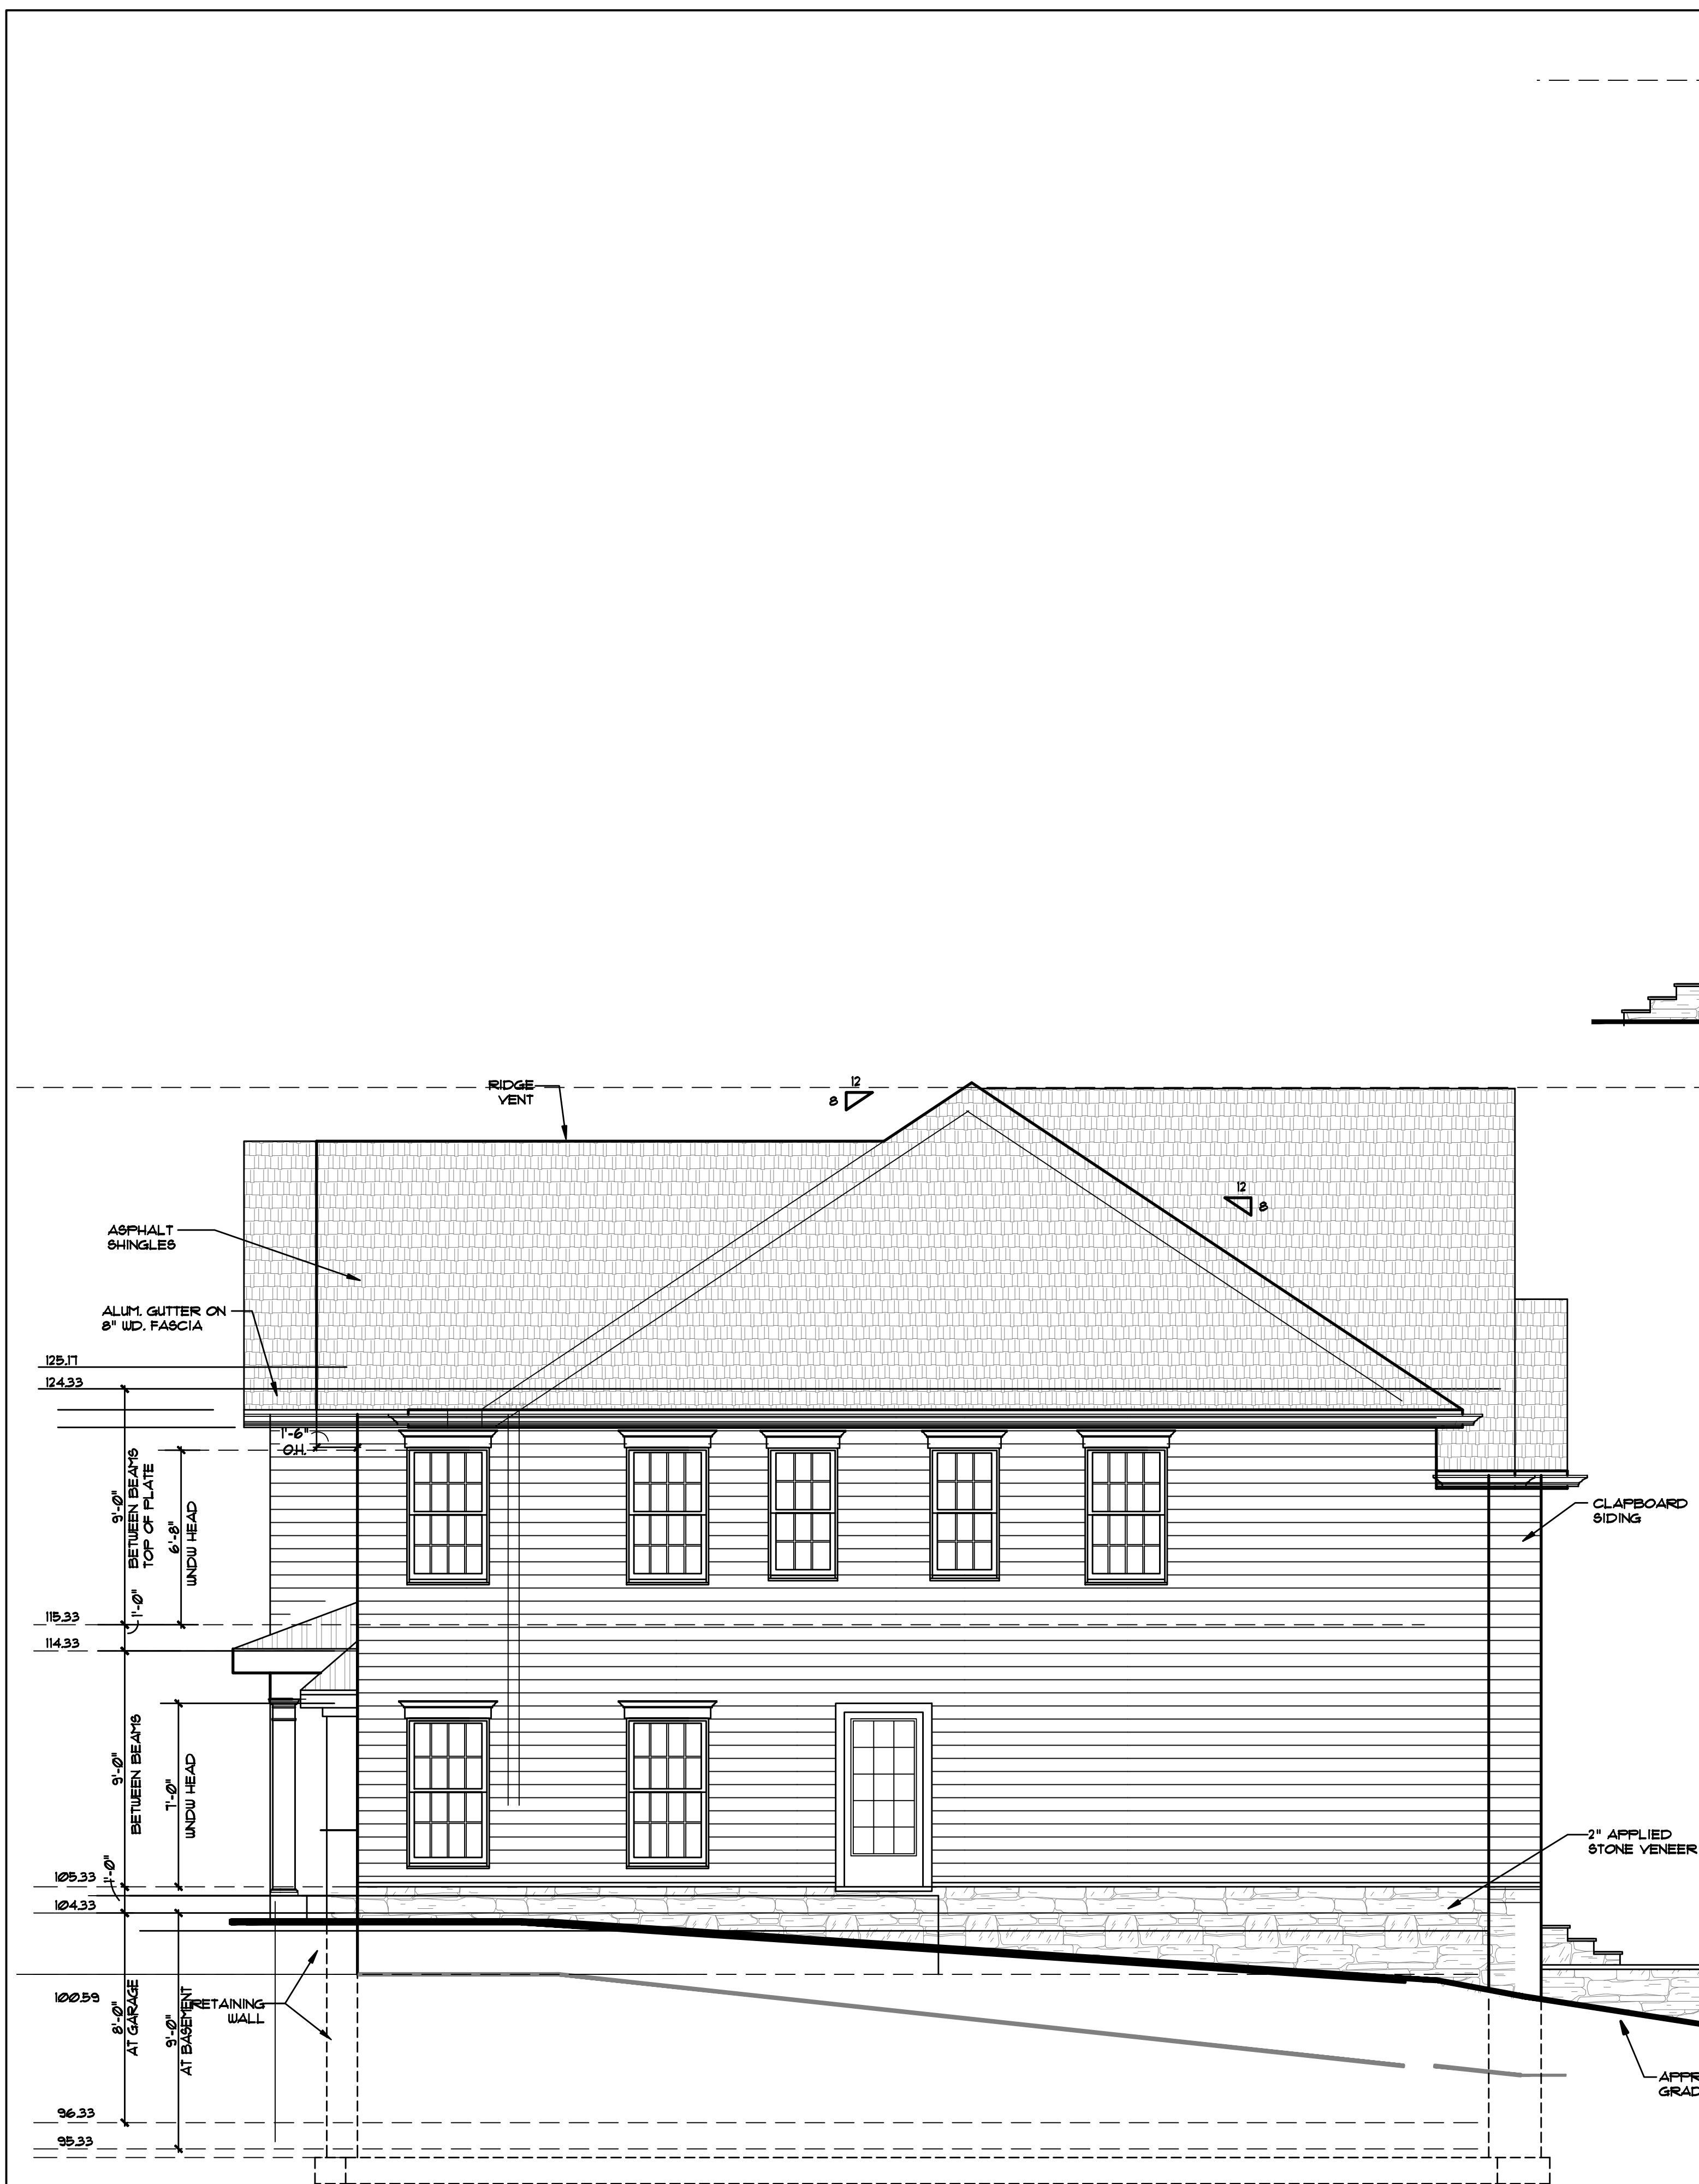 RIDGE
VENT
12
8
12
8
ASPHALT
SHINGLES
ALUM. GUTTER ON
8" WD. FASCIA
125.17
124.33
1'-6"
O.H.
9'-0"
BETWEEN BEAMS
TOP OF PLATE
6'-8"
WNDW HEAD
CLAPBOARD
SIDING
1'-0"
115.33
114.33
9'-0"
BETWEEN BEAMS
7'-0"
WNDW HEAD
2" APPLIED
STONE VENEER
1'-0"
105.33
104.33
100.59
8'-0"
AT GARAGE
9'-0"
AT BASEMENT
RETAINING
WALL
APPR
GRAD
96.33
95.33